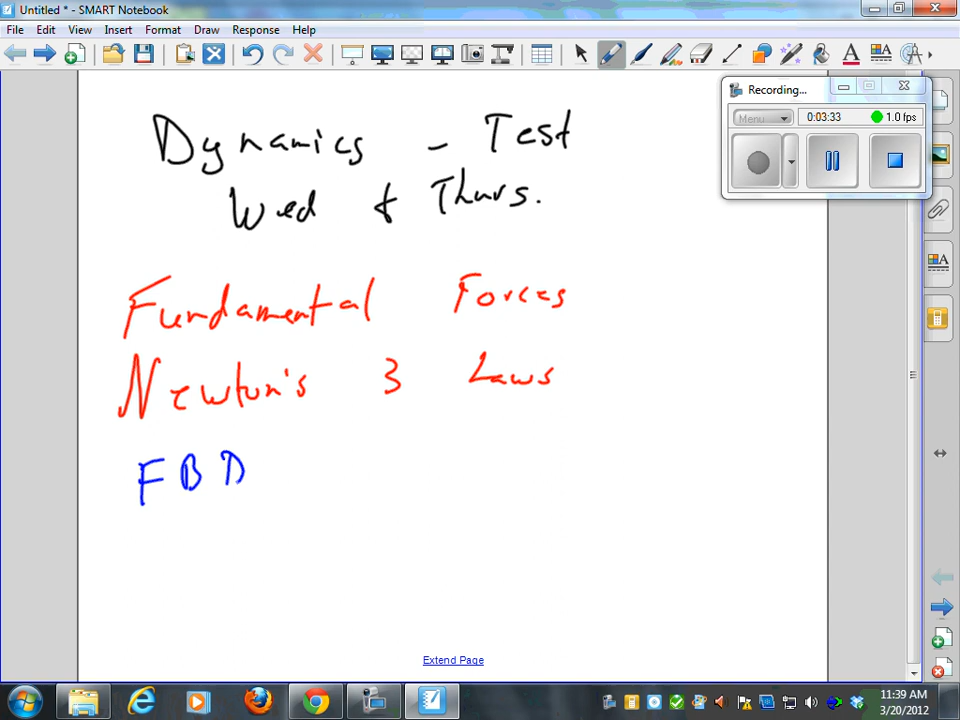 Untitled * - SMART Notebook
File Edit View Insert Format Draw Response Help
Recording...
Menu 0:03:33 1.0 fps
Dynamics - Test
Wed & Thurs.
Fundamental Forces
Newton's 3 Laws
FBD
Extend Page
11:39 AM
3/20/2012